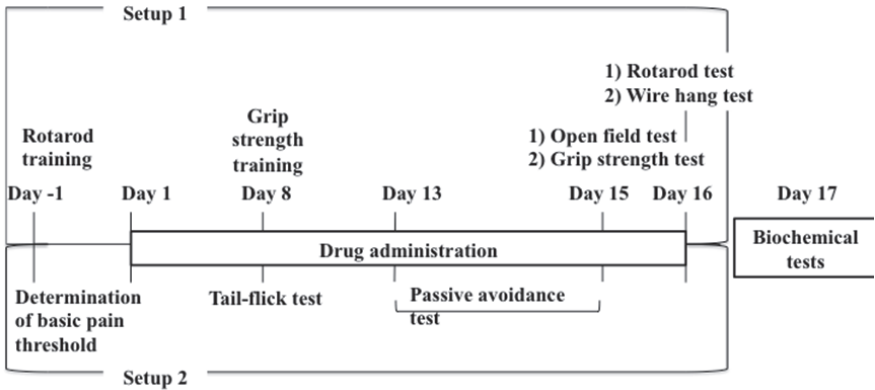 Setup 1
1) Rotarod test
2) Wire hang test
Grip
strength
training
Rotarod
training
1) Open field test
2) Grip strength test
Day -1
Day 1
Day 8
Day 13
Day 15
Day 16
Day 17
Drug administration
Biochemical
tests
Determination
of basic pain
threshold
Tail-flick test
Passive avoidance
test
Setup 2